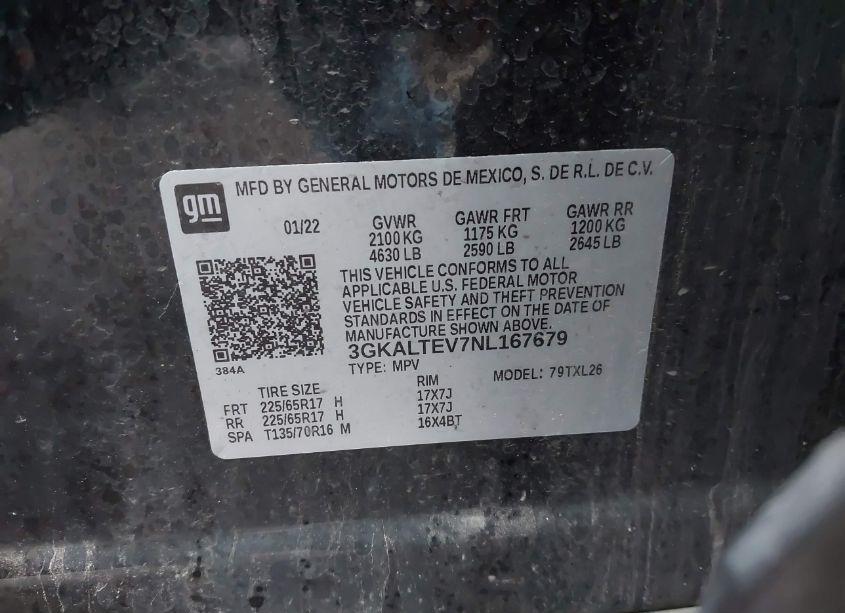 gm
MFD BY GENERAL MOTORS DE MEXICO, S. DE R.L. DE C.V.
01/22 GVWR GAWR FRT GAWR RR
2100 KG 1175 KG 1200 KG
4630 LB 2590 LB 2645 LB
THIS VEHICLE CONFORMS TO ALL
APPLICABLE U.S. FEDERAL MOTOR
VEHICLE SAFETY AND THEFT PREVENTION
STANDARDS IN EFFECT ON THE DATE OF
MANUFACTURE SHOWN ABOVE.
3GKALTEV7NL167679
384A
TYPE: MPV MODEL: 79TXL26
TIRE SIZE RIM
FRT 225/65R17 H 17X7J
RR 225/65R17 H 17X7J
SPA T135/70R16 M 16X4BT